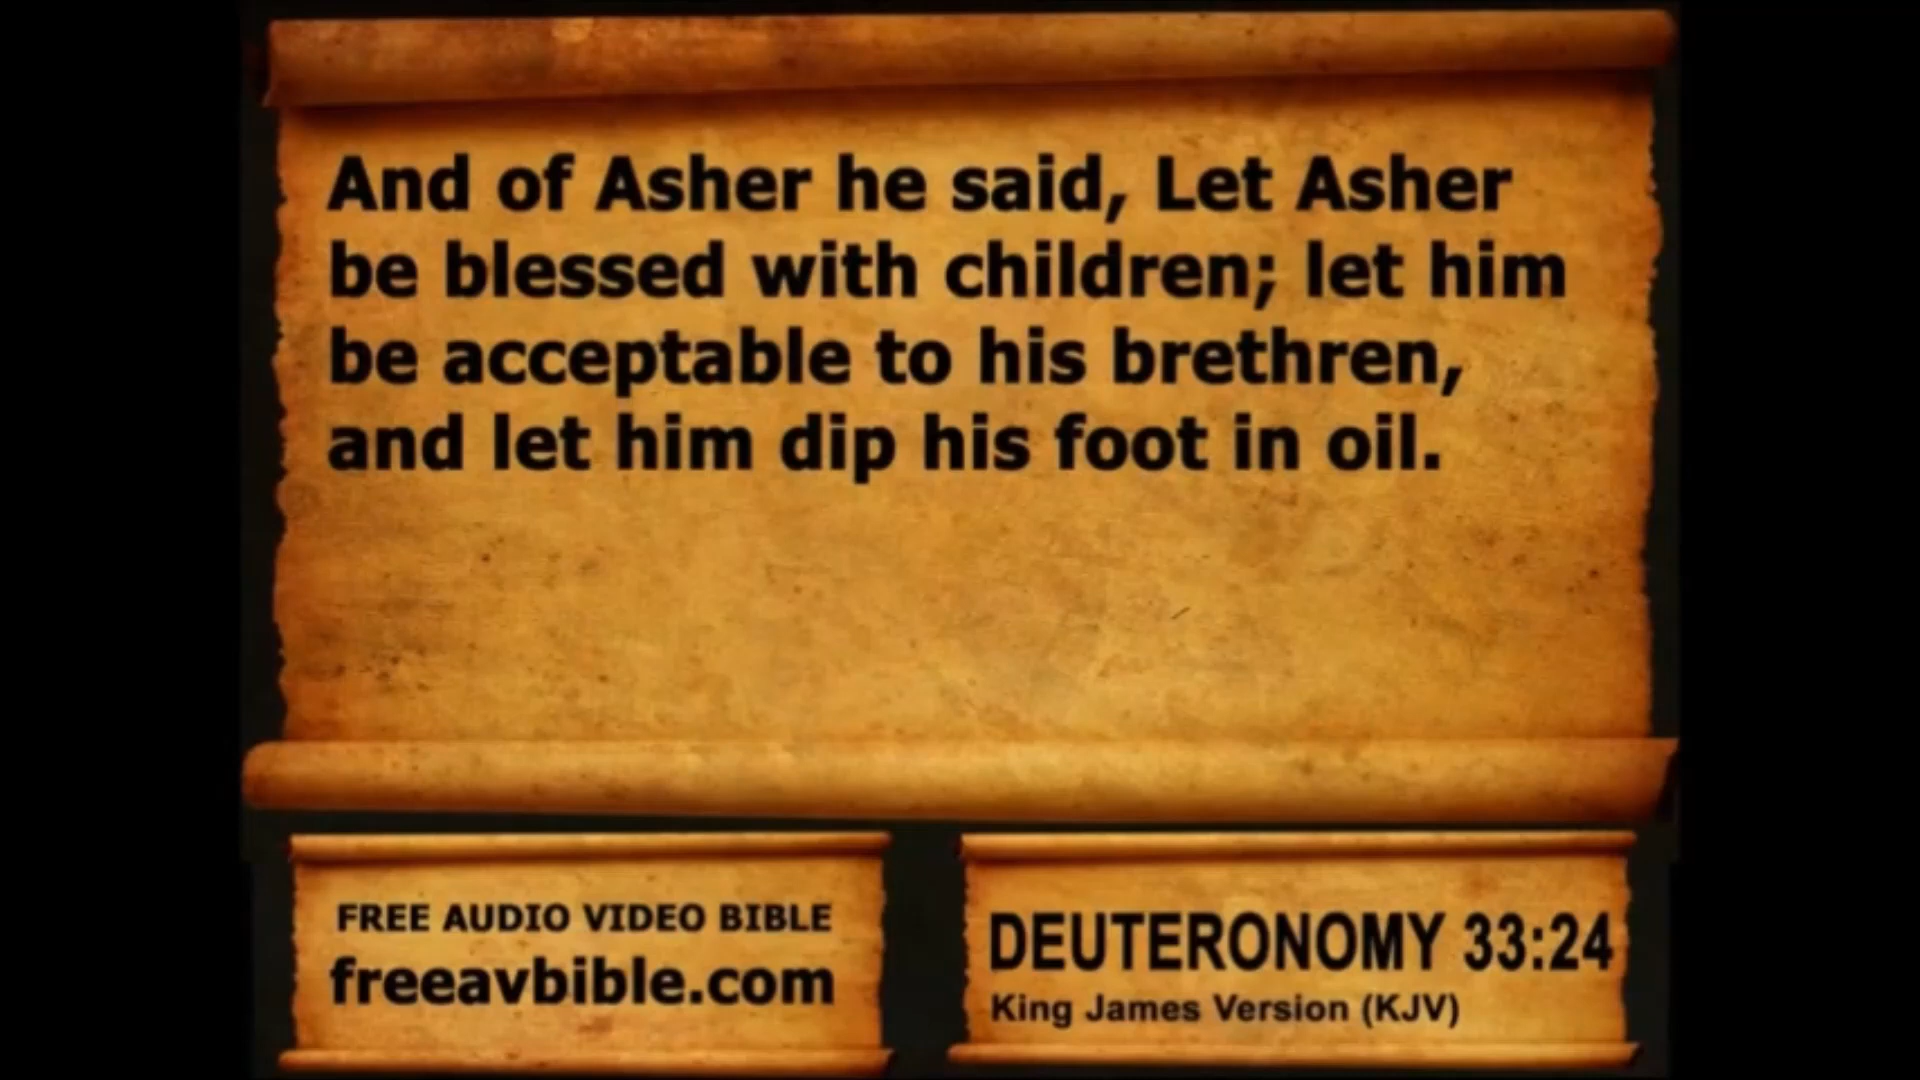 And of Asher he said, Let Asher
be blessed with children; let him
be acceptable to his brethren,
and let him dip his foot in oil.
FREE AUDIO VIDEO BIBLE
freeavbible.com
DEUTERONOMY 33:24
King James Version (KJV)